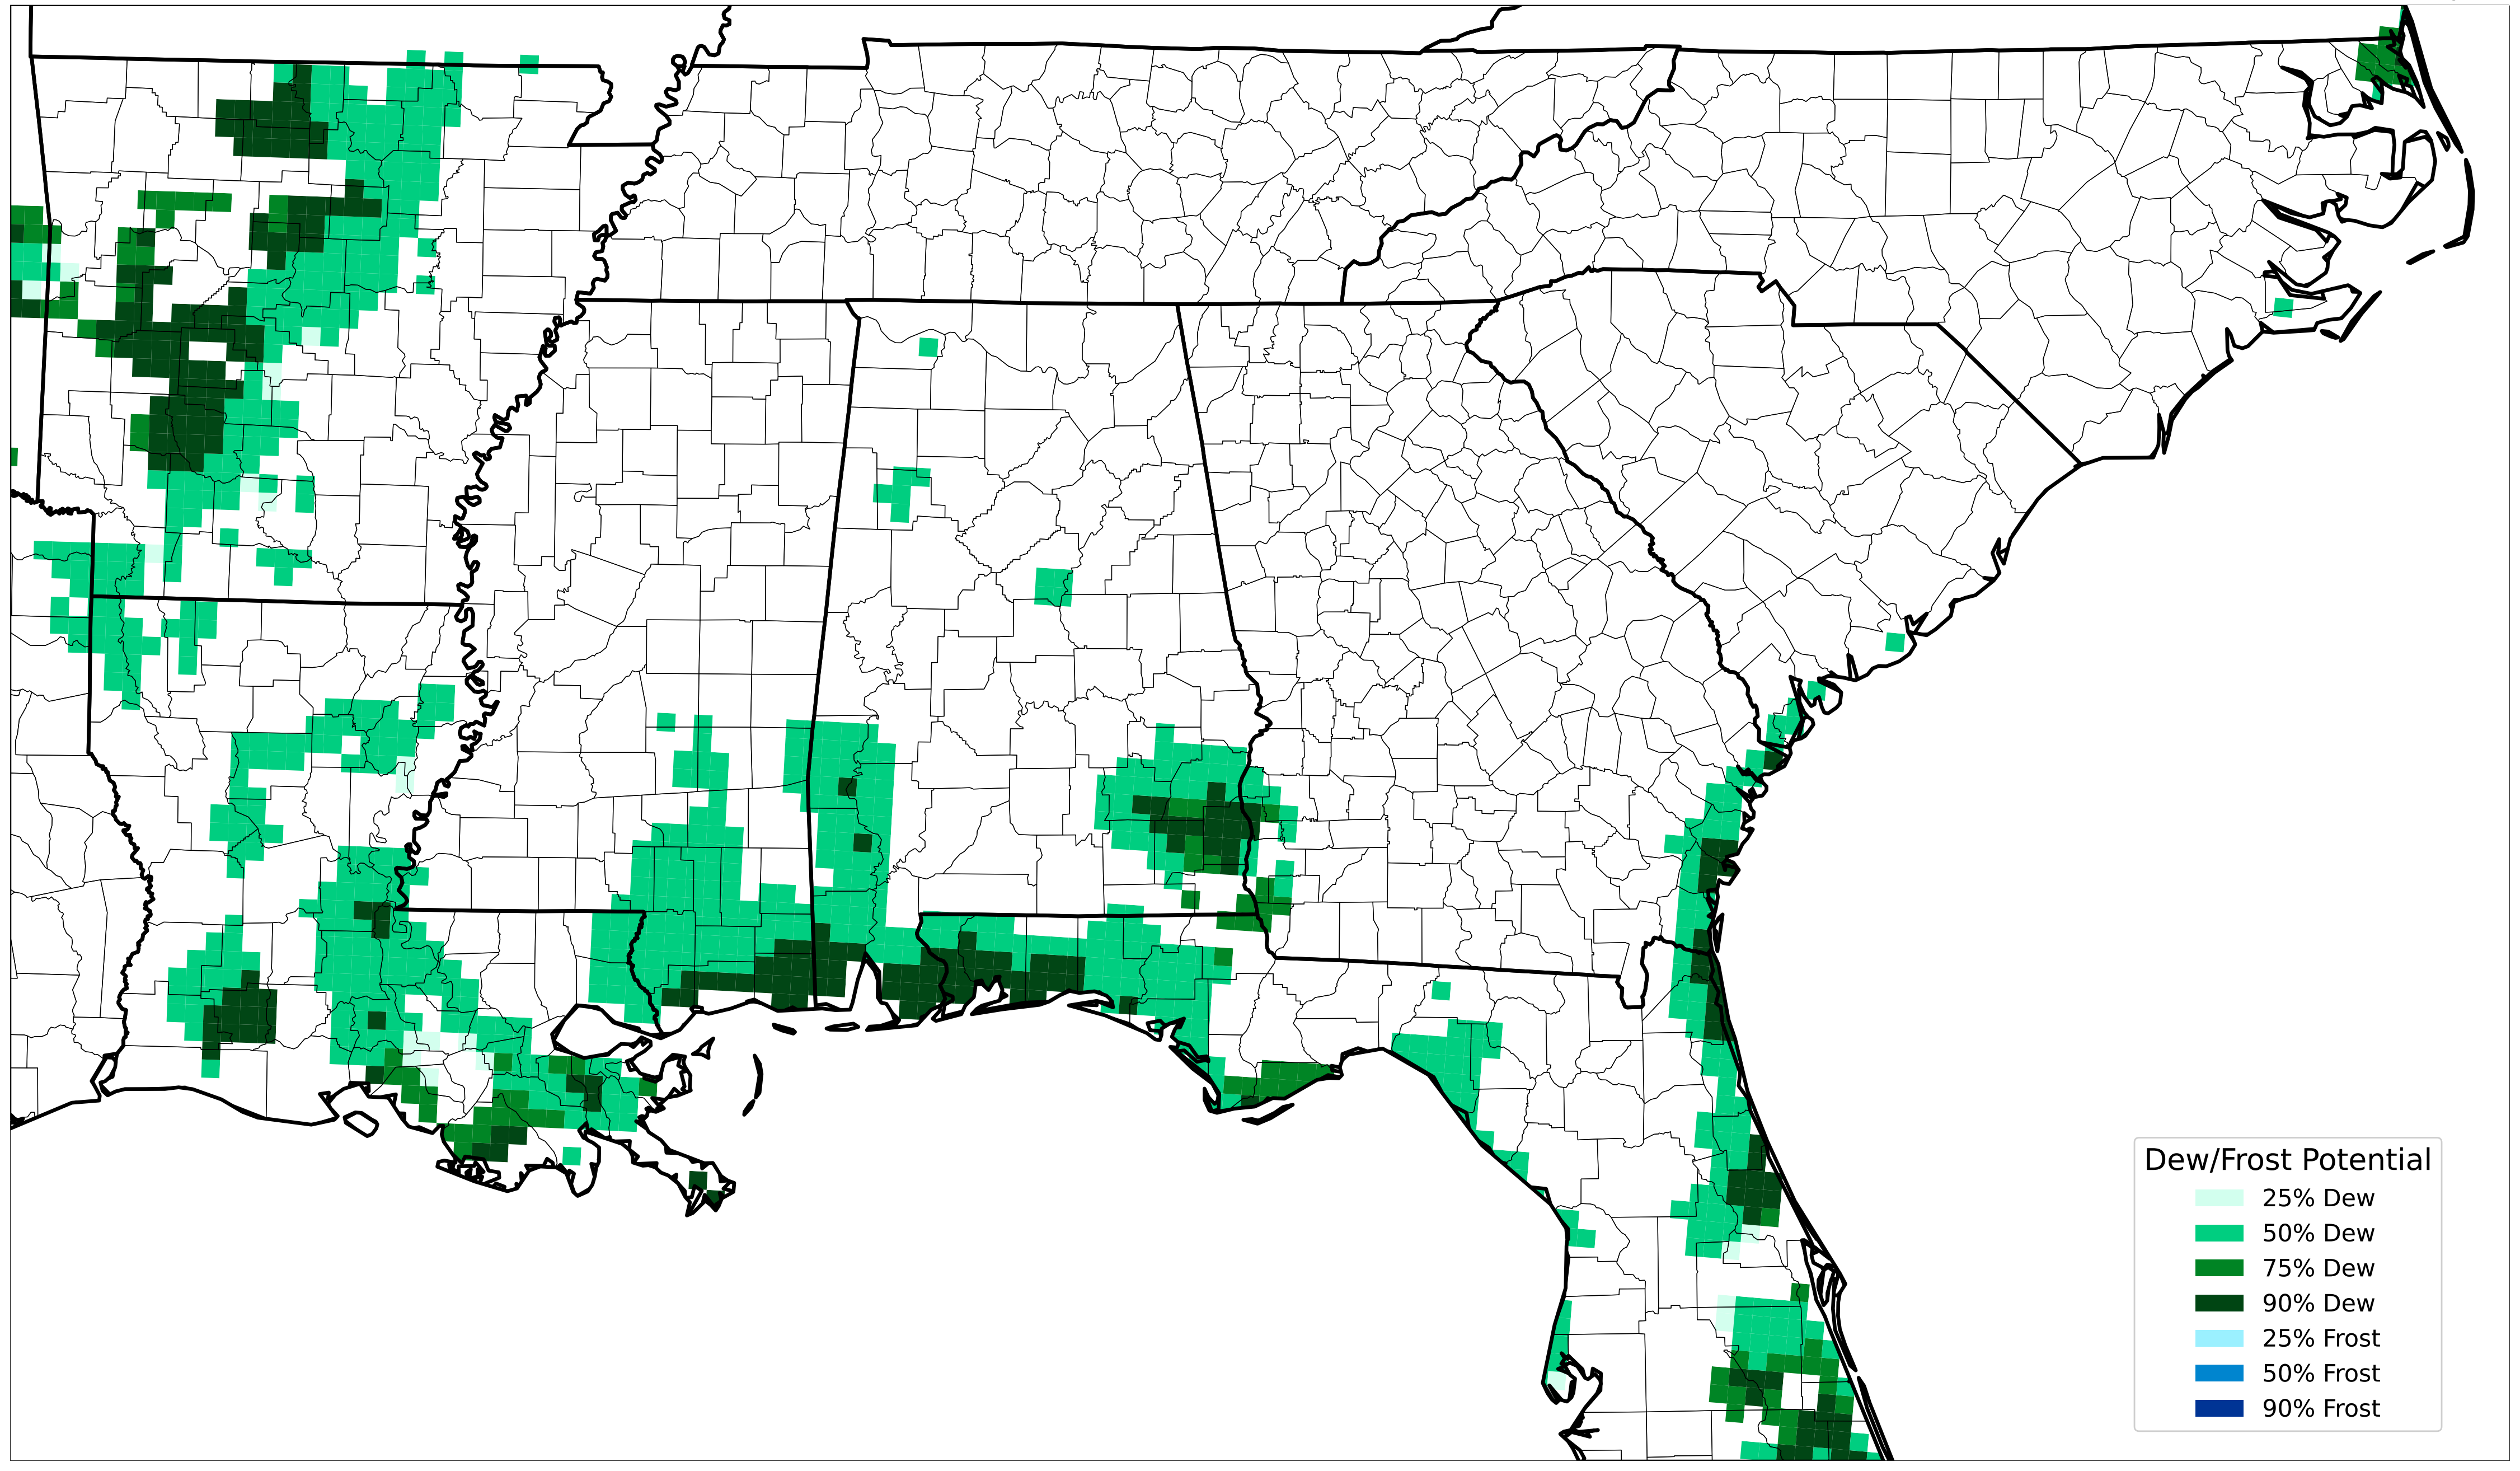 Dew/Frost Potential
25% Dew
50% Dew
75% Dew
90% Dew
25% Frost
50% Frost
90% Frost